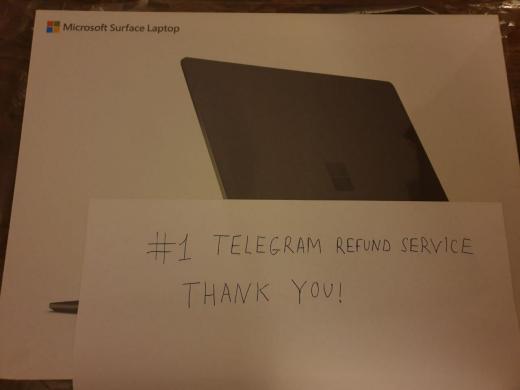 Microsoft Surface Laptop
#1 TELEGRAM REFUND SERVICE
THANK YOU!